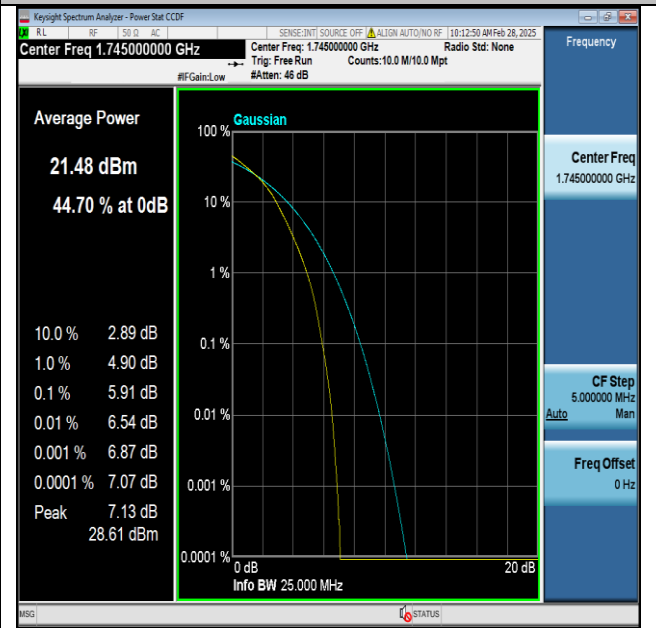 Keysight Spectrum Analyzer - Power Stat CCDF
RL RF 50 Ω AC SENSE:INT SOURCE OFF ALIGN AUTO/NO RF 10:12:50 AM Feb 28, 2025
Center Freq 1.745000000 GHz
Center Freq: 1.745000000 GHz Radio Std: None
Trig: Free Run Counts:10.0 M/10.0 Mpt
#IFGain:Low #Atten: 46 dB
Average Power
21.48 dBm
44.70 % at 0dB
10.0 % 2.89 dB
1.0 % 4.90 dB
0.1 % 5.91 dB
0.01 % 6.54 dB
0.001 % 6.87 dB
0.0001 % 7.07 dB
Peak 7.13 dB
28.61 dBm
Gaussian
100 %
10 %
1 %
0.1 %
0.01 %
0.001 %
0.0001 %
0 dB 20 dB
Info BW 25.000 MHz
Frequency
Center Freq
1.745000000 GHz
CF Step
5.000000 MHz
Auto Man
Freq Offset
0 Hz
MSG STATUS